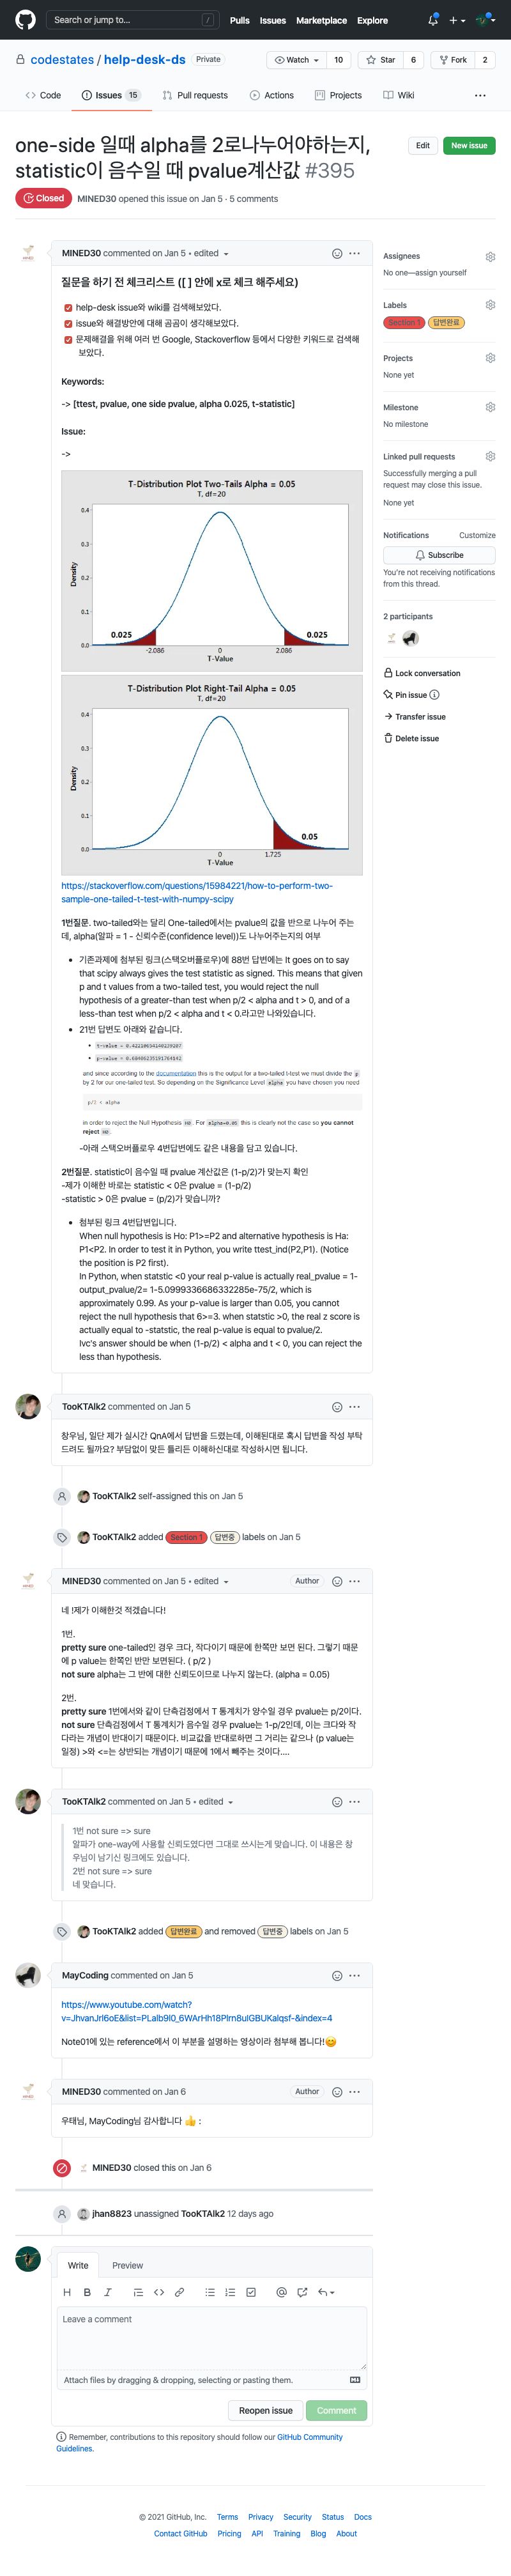 Search or jump to...
/
Pulls Issues Marketplace Explore
codestates / help-desk-ds Private
Watch 10 Star 6 Fork 2
Code Issues 15 Pull requests Actions Projects Wiki
one-side 일때 alpha를 2로나누어야하는지,
statistic이 음수일 때 pvalue계산값 #395
Edit New issue
Closed MINED30 opened this issue on Jan 5 · 5 comments
MINED30 commented on Jan 5 • edited
질문을 하기 전 체크리스트 ([ ] 안에 x로 체크 해주세요)
help-desk issue와 wiki를 검색해보았다.
issue와 해결방안에 대해 곰곰이 생각해보았다.
문제해결을 위해 여러 번 Google, Stackoverflow 등에서 다양한 키워드로 검색해
보았다.
Keywords:
-> [ttest, pvalue, one side pvalue, alpha 0.025, t-statistic]
Issue:
->
T-Distribution Plot Two-Tails Alpha = 0.05
T, df=20
0.4
0.3
0.2
0.1
0.0
Density
0.025 0.025
-2.086 0 2.086
T-Value
T-Distribution Plot Right-Tail Alpha = 0.05
T, df=20
0.4
0.3
0.2
0.1
0.0
Density
0.05
0 1.725
T-Value
https://stackoverflow.com/questions/15984221/how-to-perform-two-
sample-one-tailed-t-test-with-numpy-scipy
1번질문. two-tailed와는 달리 One-tailed에서는 pvalue의 값을 반으로 나누어 주는
데, alpha(알파 = 1 - 신뢰수준(confidence level))도 나누어주는지의 여부
기존과제에 첨부된 링크(스택오버플로우)에 88번 답변에는 It goes on to say
that scipy always gives the test statistic as signed. This means that given
p and t values from a two-tailed test, you would reject the null
hypothesis of a greater-than test when p/2 < alpha and t > 0, and of a
less-than test when p/2 < alpha and t < 0.라고만 나와있습니다.
21번 답변도 아래와 같습니다.
and since according to the documentation this is the output for a two-tailed t-test we must divide the p
by 2 for our one-tailed test. So depending on the Significance Level alpha you have chosen you need
p/2 < alpha
in order to reject the Null Hypothesis H0. For alpha=0.05 this is clearly not the case so you cannot
reject H0.
-아래 스택오버플로우 4번답변에도 같은 내용을 담고 있습니다.
2번질문. statistic이 음수일 때 pvalue 계산값은 (1-p/2)가 맞는지 확인
-제가 이해한 바로는 statistic < 0은 pvalue = (1-p/2)
-statistic > 0은 pvalue = (p/2)가 맞습니까?
첨부된 링크 4번답변입니다.
When null hypothesis is Ho: P1>=P2 and alternative hypothesis is Ha:
P1<P2. In order to test it in Python, you write ttest_ind(P2,P1). (Notice
the position is P2 first).
In Python, when statstic <0 your real p-value is actually real_pvalue = 1-
output_pvalue/2= 1-5.0999336686332285e-75/2, which is
approximately 0.99. As your p-value is larger than 0.05, you cannot
reject the null hypothesis that 6>=3. when statstic >0, the real z score is
actually equal to -statstic, the real p-value is equal to pvalue/2.
Ivc's answer should be when (1-p/2) < alpha and t < 0, you can reject the
less than hypothesis.
Assignees
No one—assign yourself
Labels
Section 1 답변완료
Projects
None yet
Milestone
No milestone
Linked pull requests
Successfully merging a pull
request may close this issue.
None yet
Notifications Customize
Subscribe
You're not receiving notifications
from this thread.
2 participants
Lock conversation
Pin issue
Transfer issue
Delete issue
TooKTAlk2 commented on Jan 5
창우님, 일단 제가 실시간 QnA에서 답변을 드렸는데, 이해된대로 혹시 답변을 작성 부탁
드려도 될까요? 부담없이 맞든 틀리든 이해하신대로 작성하시면 됩니다.
TooKTAlk2 self-assigned this on Jan 5
TooKTAlk2 added Section 1 답변중 labels on Jan 5
MINED30 commented on Jan 5 • edited Author
네 !제가 이해한것 적겠습니다!
1번.
pretty sure one-tailed인 경우 크다, 작다이기 때문에 한쪽만 보면 된다. 그렇기 때문
에 p value는 한쪽인 반만 보면된다. ( p/2 )
not sure alpha는 그 반에 대한 신뢰도이므로 나누지 않는다. (alpha = 0.05)
2번.
pretty sure 1번에서와 같이 단측검정에서 T 통계치가 양수일 경우 pvalue는 p/2이다.
not sure 단측검정에서 T 통계치가 음수일 경우 pvalue는 1-p/2인데, 이는 크다와 작
다라는 개념이 반대이기 때문이다. 비교값을 반대로하면 그 거리는 같으나 (p value는
일정) >와 <=는 상반되는 개념이기 때문에 1에서 빼주는 것이다....
TooKTAlk2 commented on Jan 5 • edited
1번 not sure => sure
알파가 one-way에 사용할 신뢰도였다면 그대로 쓰시는게 맞습니다. 이 내용은 창
우님이 남기신 링크에도 있습니다.
2번 not sure => sure
네 맞습니다.
TooKTAlk2 added 답변완료 and removed 답변중 labels on Jan 5
MayCoding commented on Jan 5
https://www.youtube.com/watch?
v=JhvanJrI6oE&list=PLalb9l0_6WArHh18Plrn8uIGBUKalqsf-&index=4
Note01에 있는 reference에서 이 부분을 설명하는 영상이라 첨부해 봅니다!😊
MINED30 commented on Jan 6 Author
우태님, MayCoding님 감사합니다 👍 :
MINED30 closed this on Jan 6
jhan8823 unassigned TooKTAlk2 12 days ago
Write Preview
Leave a comment
Attach files by dragging & dropping, selecting or pasting them.
Reopen issue Comment
Remember, contributions to this repository should follow our GitHub Community
Guidelines.
© 2021 GitHub, Inc. Terms Privacy Security Status Docs
Contact GitHub Pricing API Training Blog About